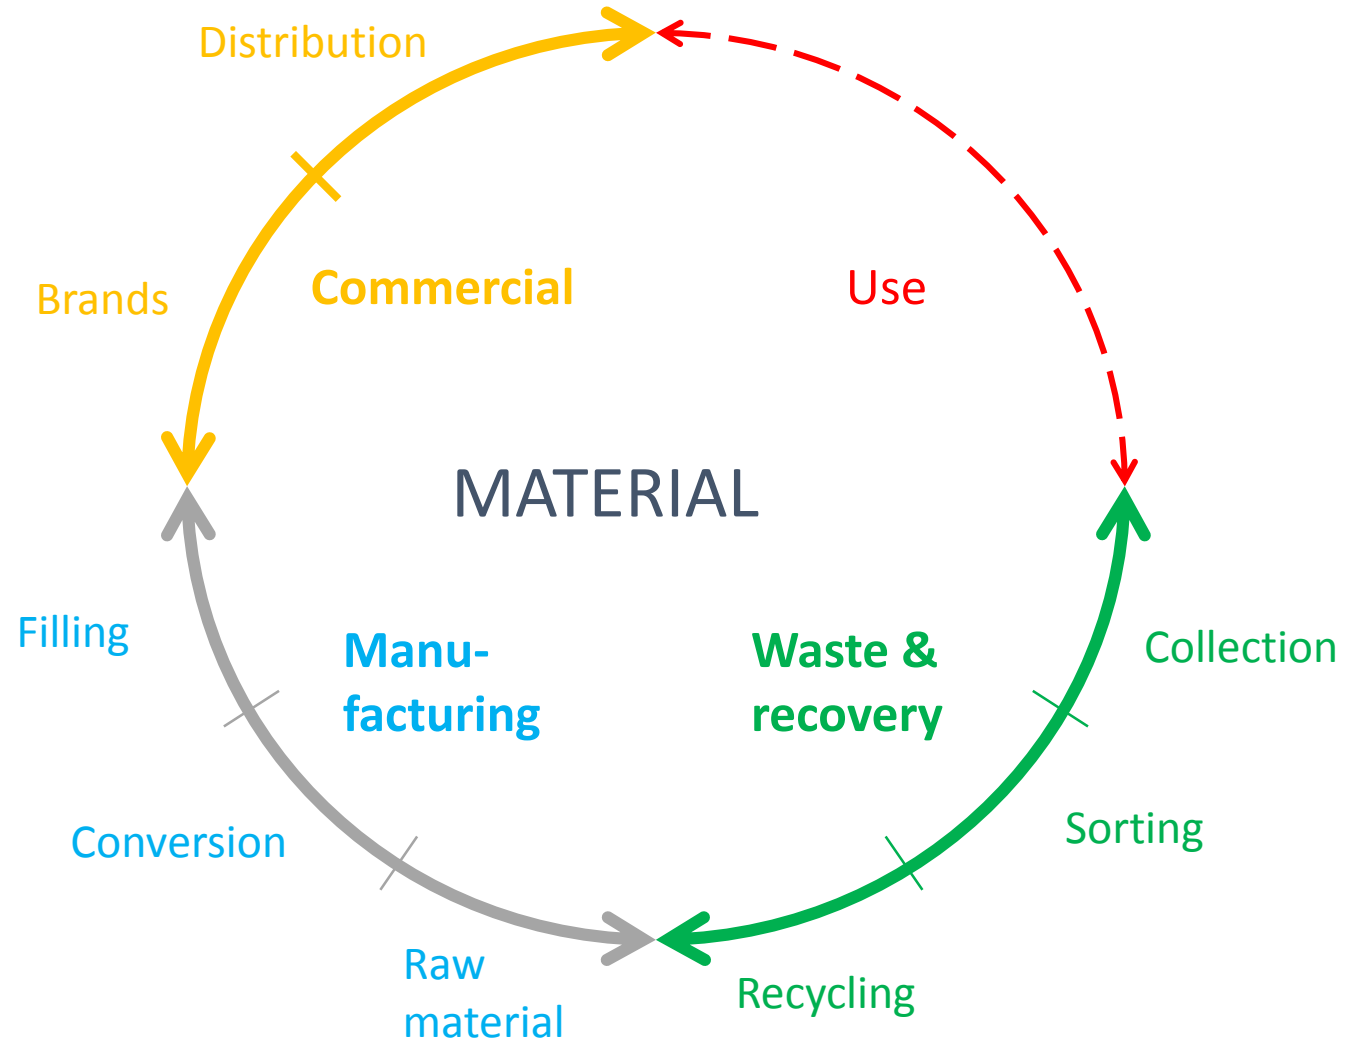 Distribution
Brands
Commercial
Use
MATERIAL
Filling
Manu-
facturing
Waste &
recovery
Collection
Conversion
Sorting
Raw
material
Recycling